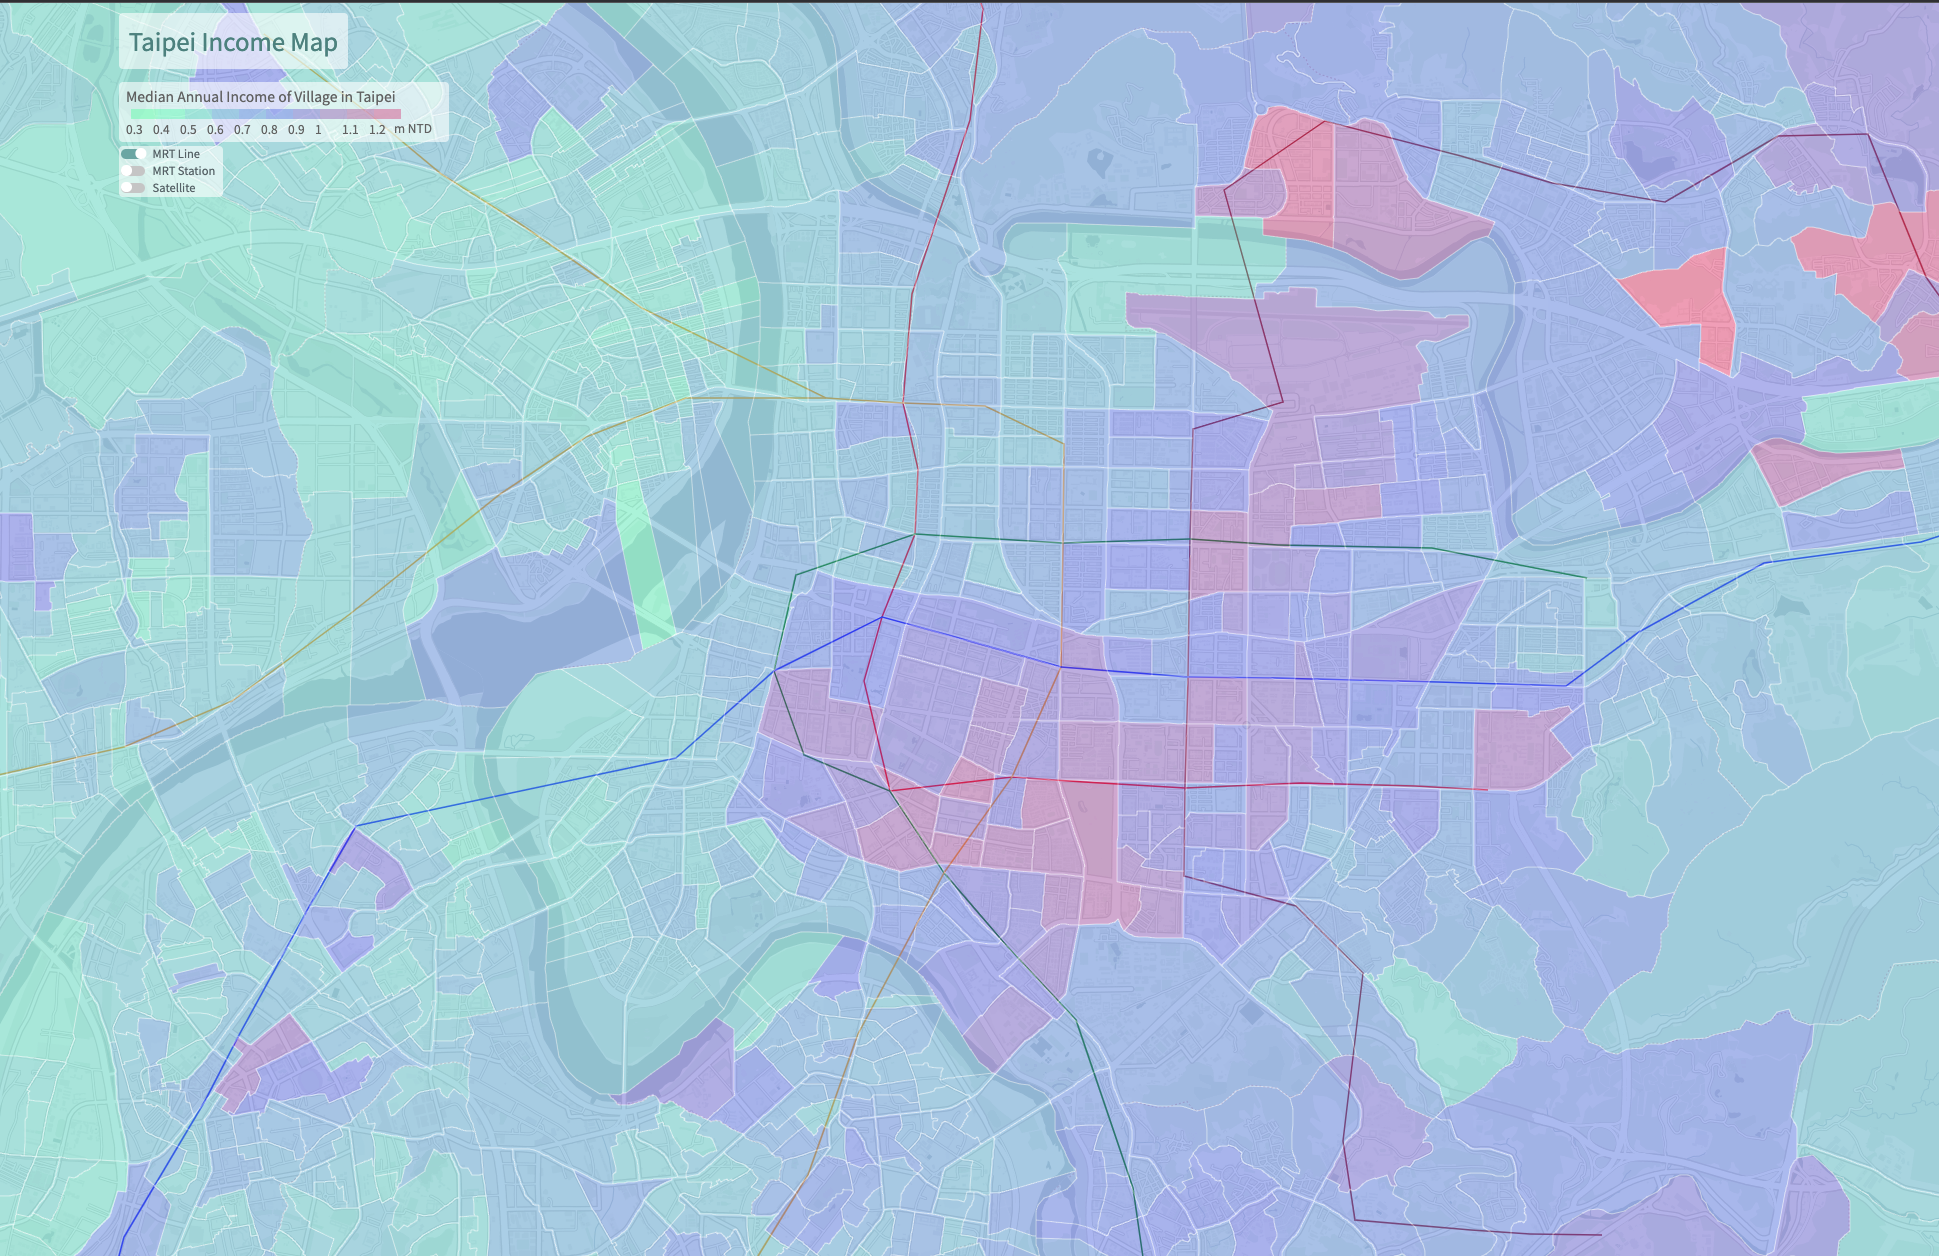 Taipei Income Map
Median Annual Income of Village in Taipei
0.3 0.4 0.5 0.6 0.7 0.8 0.9 1 1.1 1.2 m NTD
MRT Line
MRT Station
Satellite